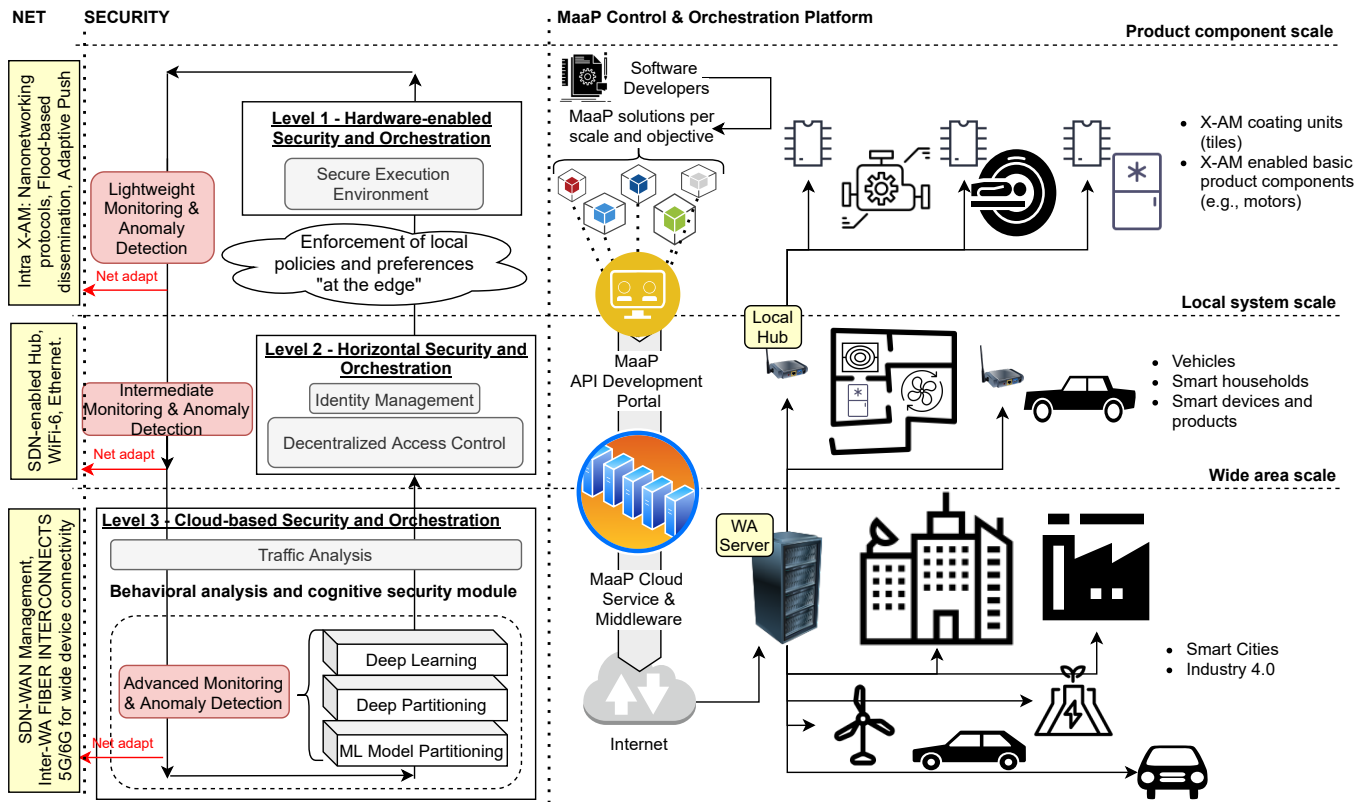 NET
SECURITY
MaaP Control & Orchestration Platform
Product component scale
Intra X-AM: Nanonetworking
protocols, Flood-based
dissemination, Adaptive Push
Level 1 - Hardware-enabled
Security and Orchestration
Secure Execution
Environment
Lightweight
Monitoring &
Anomaly
Detection
Enforcement of local
policies and preferences
"at the edge"
Net adapt
Software
Developers
MaaP solutions per
scale and objective
X-AM coating units
(tiles)
X-AM enabled basic
product components
(e.g., motors)
Local system scale
SDN-enabled Hub,
WiFi-6, Ethernet.
Level 2 - Horizontal Security and
Orchestration
Identity Management
Decentralized Access Control
Intermediate
Monitoring & Anomaly
Detection
Net adapt
MaaP
API Development
Portal
Local
Hub
Vehicles
Smart households
Smart devices and
products
Wide area scale
SDN-WAN Management,
Inter-WA FIBER INTERCONNECTS
5G/6G for wide device connectivity
Level 3 - Cloud-based Security and Orchestration
Traffic Analysis
Behavioral analysis and cognitive security module
Advanced Monitoring
& Anomaly Detection
Deep Learning
Deep Partitioning
ML Model Partitioning
Net adapt
MaaP Cloud
Service &
Middleware
Internet
WA
Server
Smart Cities
Industry 4.0